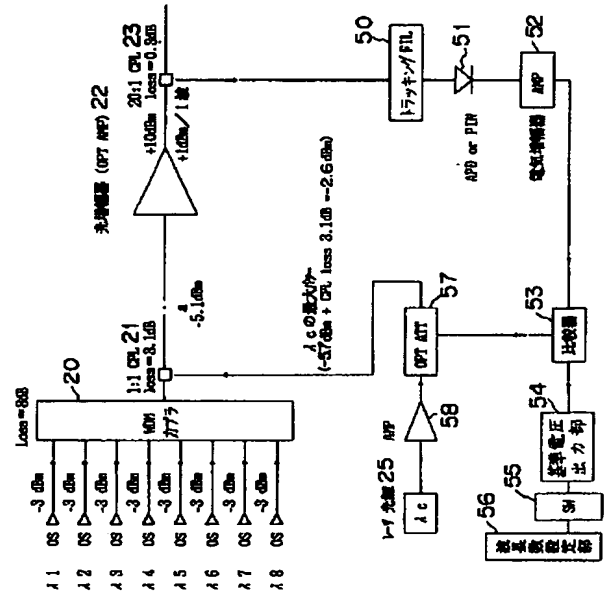 Loss=8dB
20
WDM
カプラ
λ1 OS -3 dBm
λ2 OS -3 dBm
λ3 OS -3 dBm
λ4 OS -3 dBm
λ5 OS -3 dBm
λ6 OS -3 dBm
λ7 OS -3 dBm
λ8 OS -3 dBm
1:1 CPL 21
loss=3.1dB
a
-5.1dBm
光増幅器 (OPT AMP) 22
+10dBm
+1dBm/1波
20:1 CPL 23
loss=0.3dB
λcの最大パワー
(-5.7dBm + CPL loss 3.1dB =-2.6dBm)
レーザ光源 25
λc
AMP
58
OPT ATT
57
50
トラッキングFIL
51
APD or PIN
52
AMP
電気増幅器
53
比較器
54
基準電圧
出力部
55
SW
56
波長数設定部